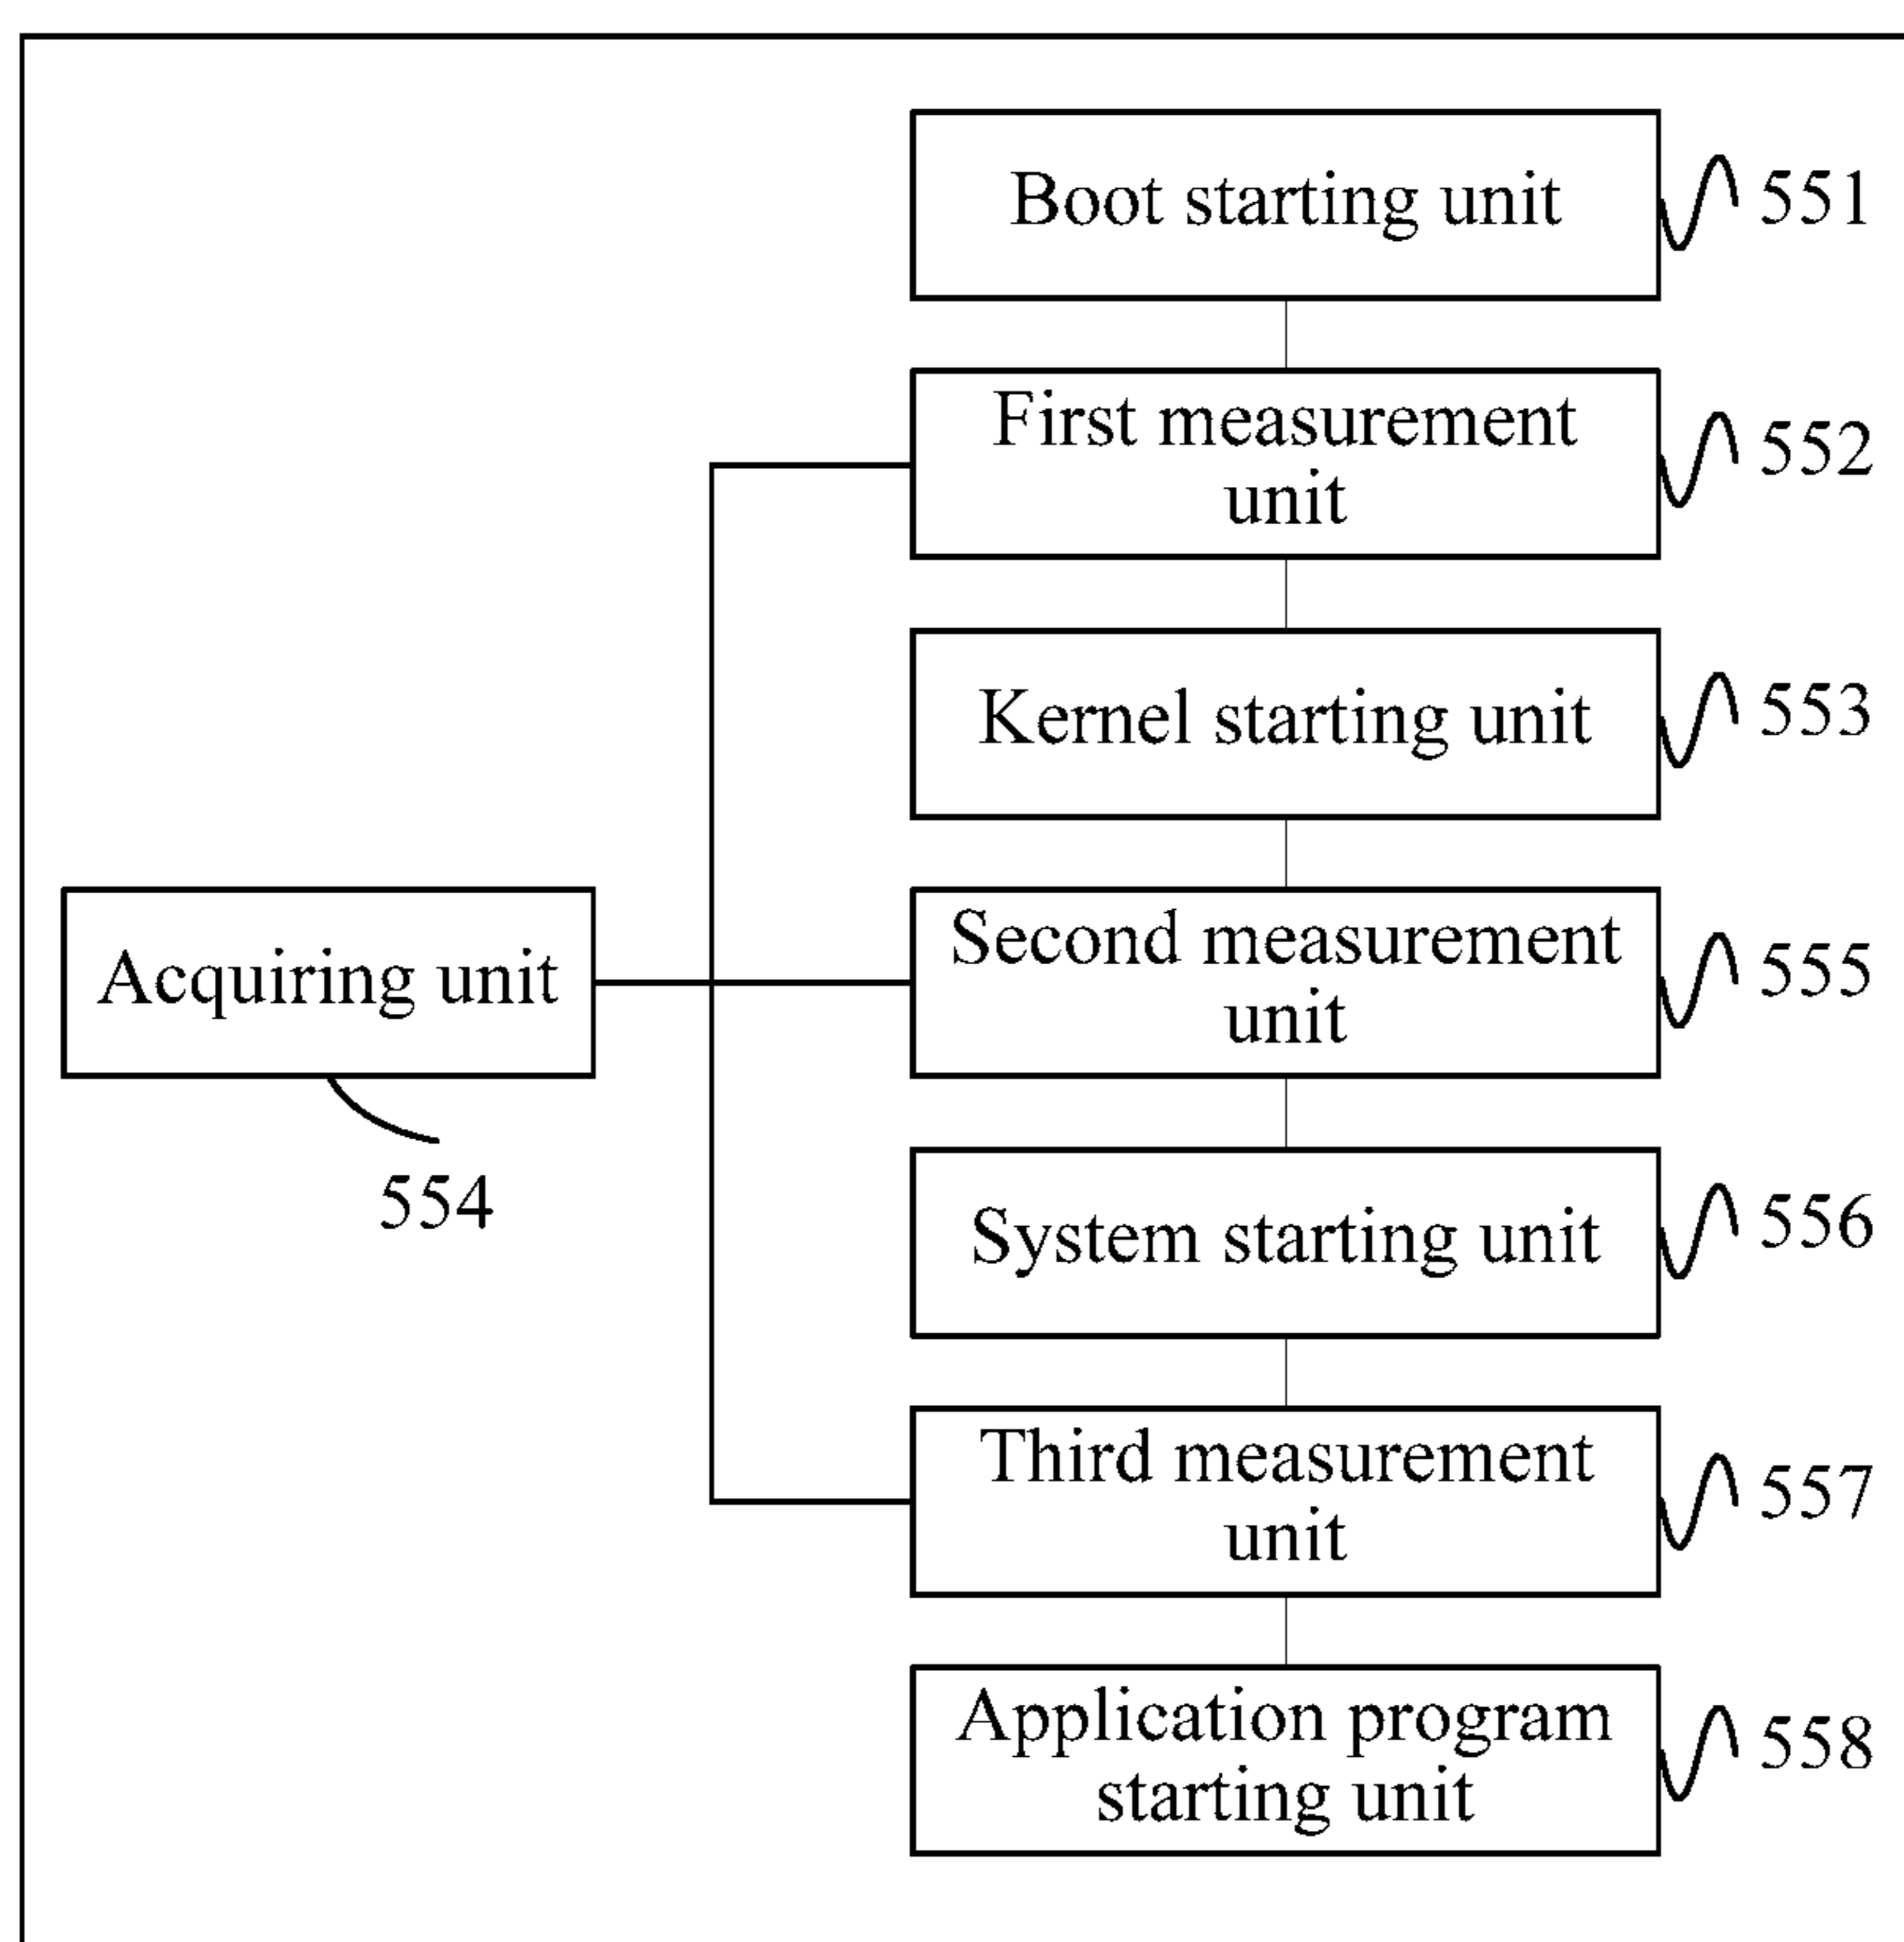 Boot starting unit
551
First measurement
unit
552
Kernel starting unit
553
Acquiring unit
554
Second measurement
unit
555
System starting unit
556
Third measurement
unit
557
Application program
starting unit
558